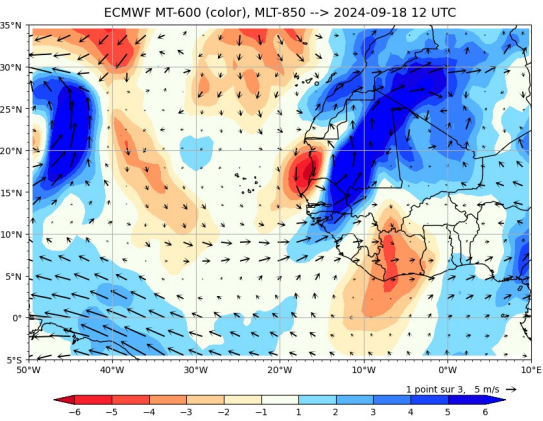 ECMWF MT-600 (color), MLT-850 --> 2024-09-18 12 UTC
35°N
30°N
25°N
20°N
15°N
10°N
5°N
0°
5°S
50°W 40°W 30°W 20°W 10°W 0°W 10°E
1 point sur 3, 5 m/s
−6 −5 −4 −3 −2 −1 1 2 3 4 5 6